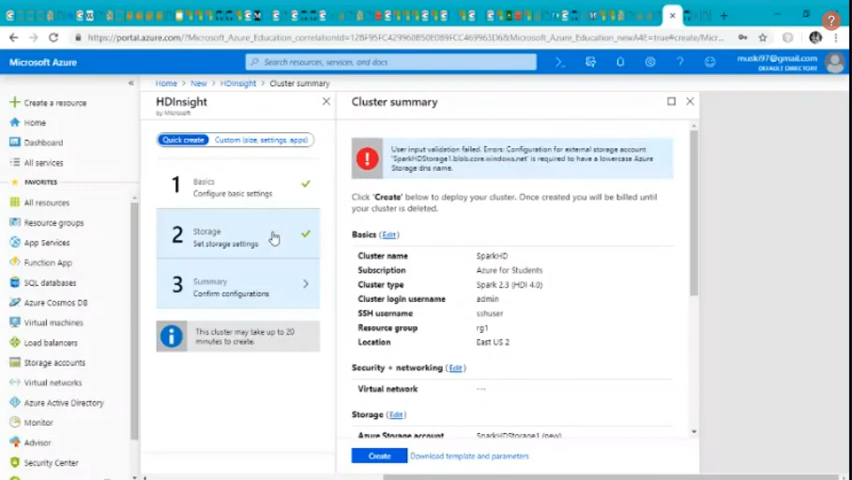 https://portal.azure.com/?Microsoft_Azure_Education_correlationId=
Microsoft Azure
Search resources, services, and docs
muski97@gmail.com
DEFAULT DIRECTORY
Create a resource
Home
Dashboard
All services
FAVORITES
All resources
Resource groups
App Services
Function App
SQL databases
Azure Cosmos DB
Virtual machines
Load balancers
Storage accounts
Virtual networks
Azure Active Directory
Monitor
Advisor
Security Center
Home > New > HDInsight > Cluster summary
HDInsight
by Microsoft
Quick create
Custom (size, settings, apps)
1 Basics
Configure basic settings
2 Storage
Set storage settings
3 Summary
Confirm configurations
This cluster may take up to 20
minutes to create.
Cluster summary
User input validation failed. Errors: Configuration for external storage account
'SparkHDStorage1.blob.core.windows.net' is required to have a lowercase Azure
Storage dns name.
Click 'Create' below to deploy your cluster. Once created you will be billed until
your cluster is deleted.
Basics (Edit)
Cluster name SparkHD
Subscription Azure for Students
Cluster type Spark 2.3 (HDI 4.0)
Cluster login username admin
SSH username sshuser
Resource group rg1
Location East US 2
Security + networking (Edit)
Virtual network ---
Storage (Edit)
Azure Storage account SparkHDStorage1 (new)
Create
Download template and parameters